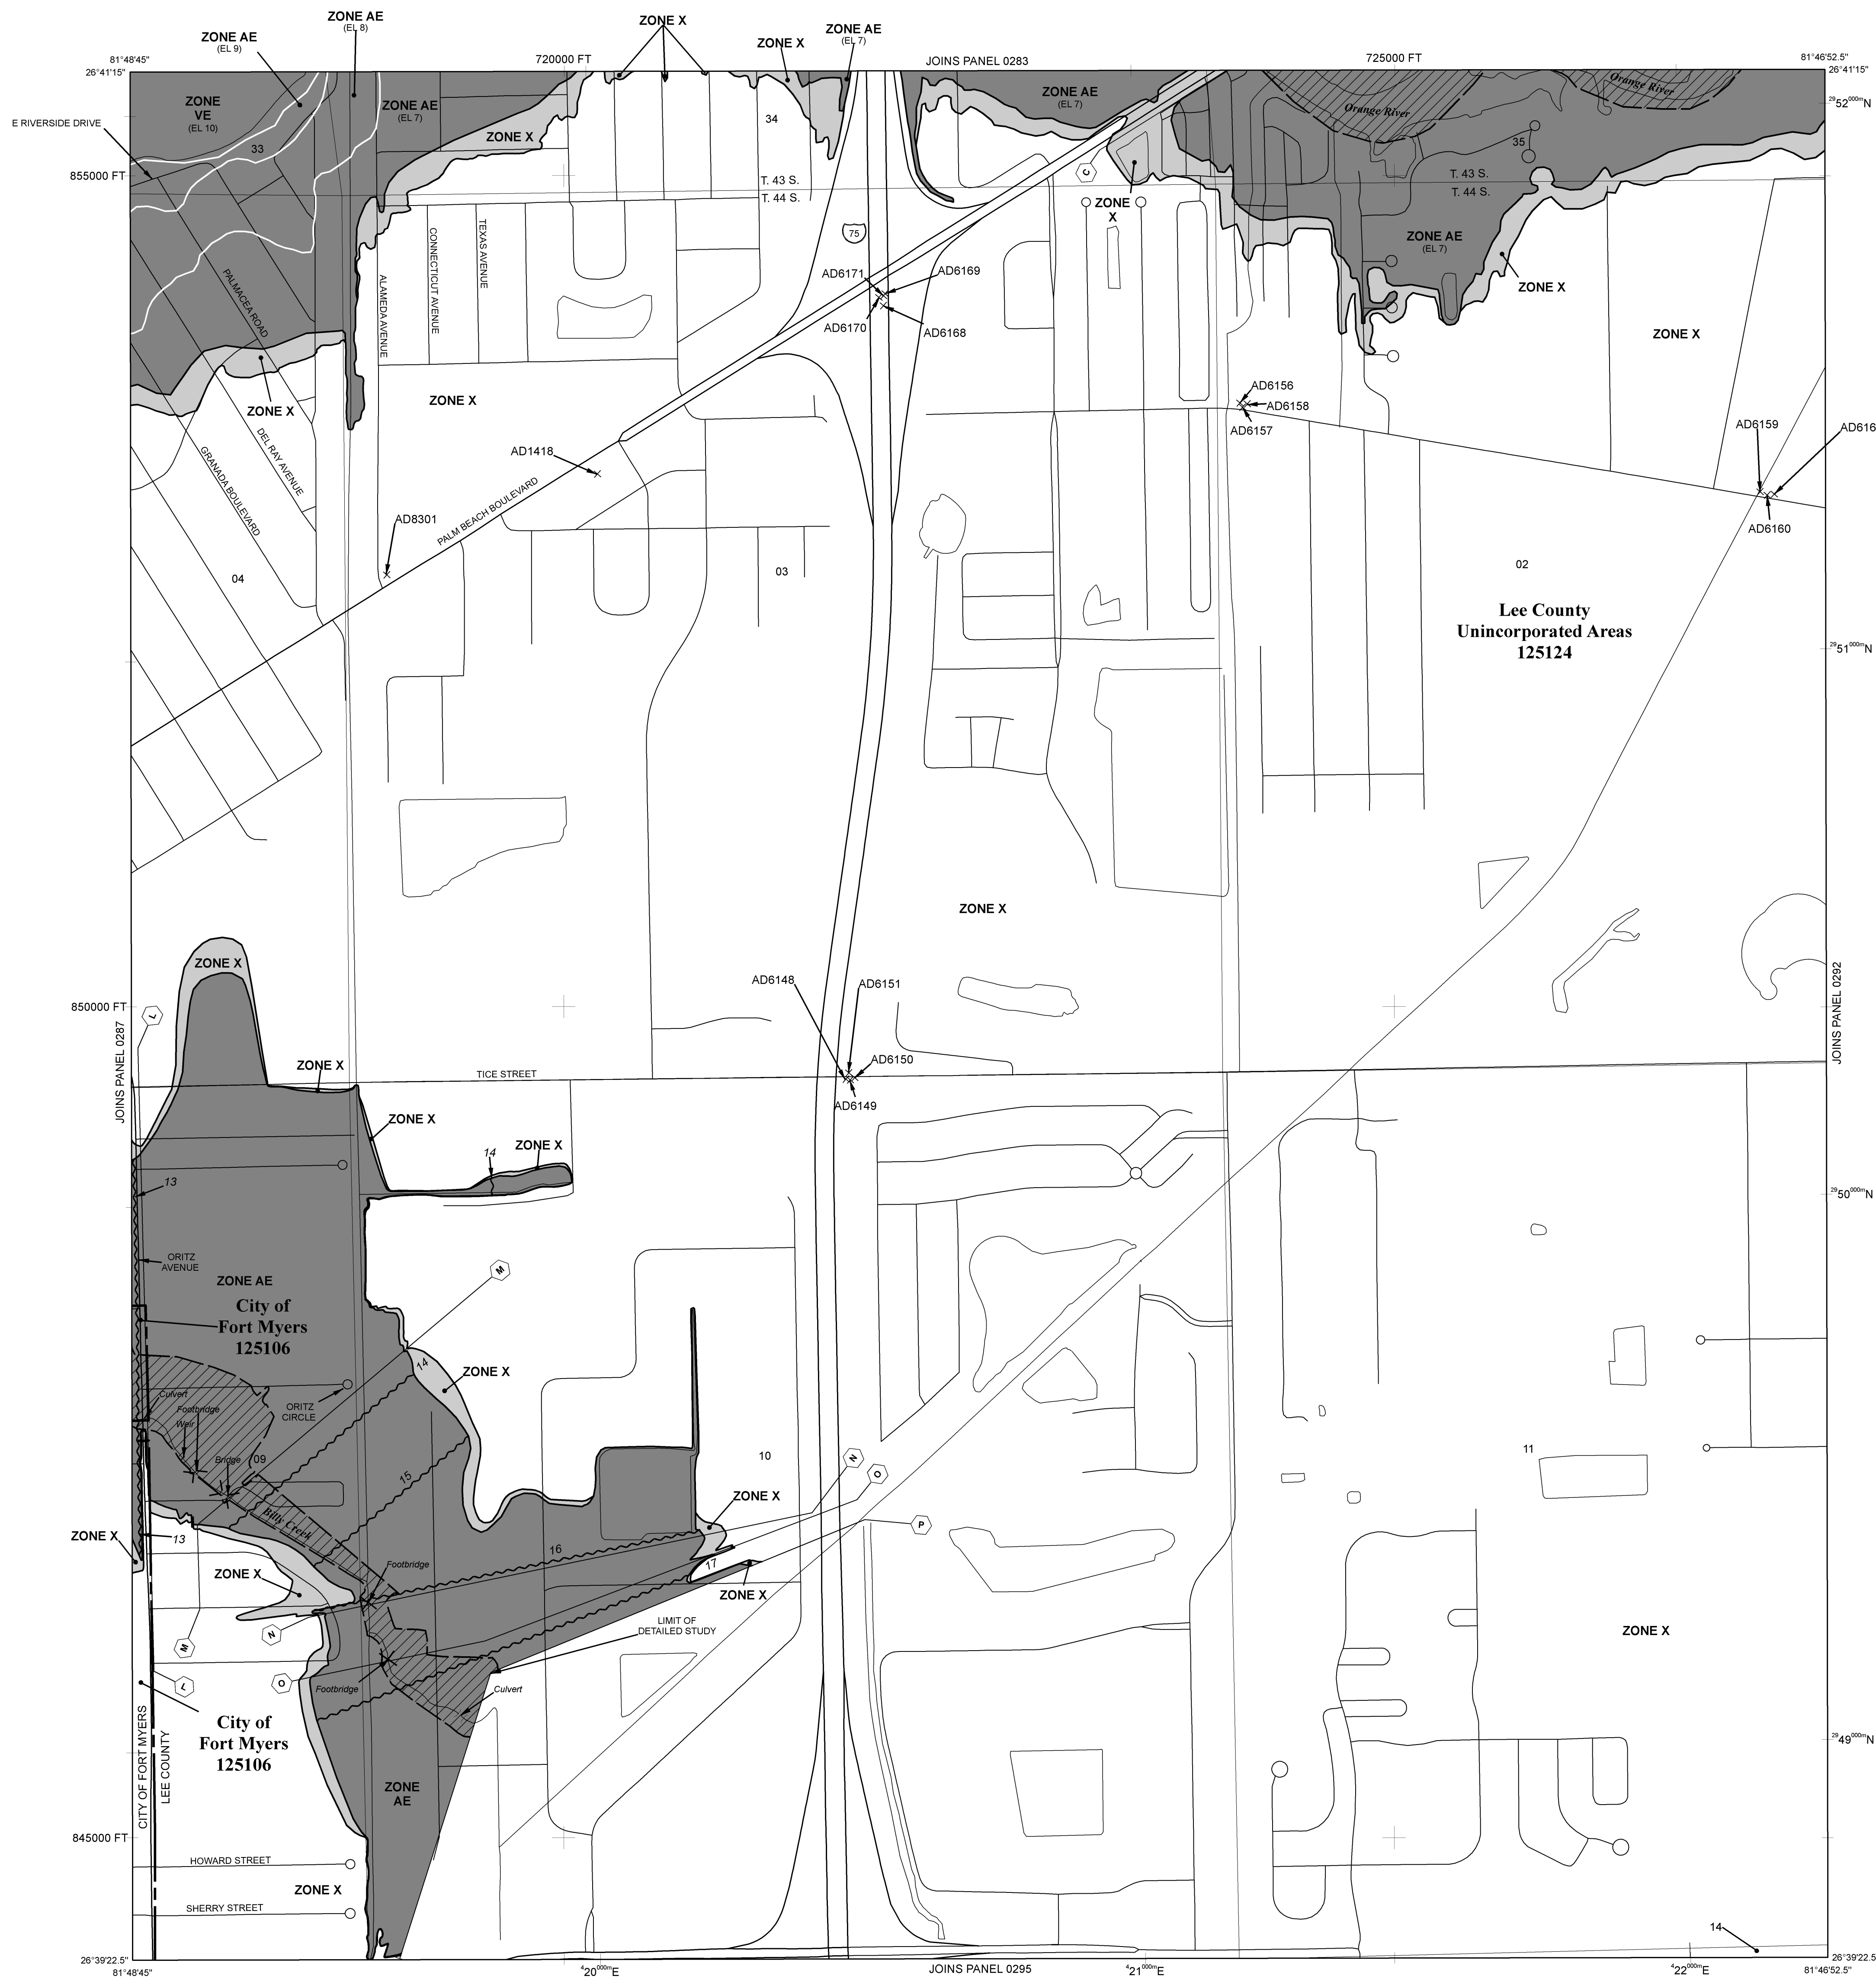 ZONE AE
(EL 8)
ZONE AE
(EL 9)
ZONE X
ZONE X
ZONE AE
(EL 7)
81°48'45"
26°41'15"
720000 FT
JOINS PANEL 0283
725000 FT
81°46'52.5"
26°41'15"
ZONE
VE
(EL 10)
ZONE AE
(EL 7)
ZONE X
ZONE AE
(EL 7)
Orange River
Orange River
2952000mN
E RIVERSIDE DRIVE
33
34
35
855000 FT
T. 43 S.
T. 44 S.
C
T. 43 S.
T. 44 S.
ZONE
X
ZONE AE
(EL 7)
ZONE X
75
PALMACEA ROAD
ALAMEDA AVENUE
CONNECTICUT AVENUE
TEXAS AVENUE
AD6171
AD6169
AD6170
AD6168
ZONE X
ZONE X
ZONE X
AD6156
AD6158
AD6157
AD6159
AD616
AD6160
DEL RAY AVENUE
GRANADA BOULEVARD
AD1418
PALM BEACH BOULEVARD
AD8301
04
03
02
Lee County
Unincorporated Areas
125124
2951000mN
ZONE X
ZONE X
JOINS PANEL 0292
850000 FT
JOINS PANEL 0287
L
AD6148
AD6151
AD6150
AD6149
ZONE X
TICE STREET
ZONE X
14
ZONE X
13
2950000mN
ORITZ
AVENUE
ZONE AE
City of
Fort Myers
125106
M
14
ZONE X
Culvert
Footbridge
Weir
ORITZ
CIRCLE
Bridge
09
15
10
11
N
O
ZONE X
P
Billy Creek
ZONE X
13
16
17
Footbridge
ZONE X
ZONE X
LIMIT OF
DETAILED STUDY
ZONE X
M
N
L
O
Footbridge
Culvert
City of
Fort Myers
125106
CITY OF FORT MYERS
LEE COUNTY
2949000mN
ZONE
AE
845000 FT
HOWARD STREET
ZONE X
SHERRY STREET
14
26°39'22.5"
81°48'45"
420000mE
JOINS PANEL 0295
421000mE
422000mE
81°46'52.5"
26°39'22.5